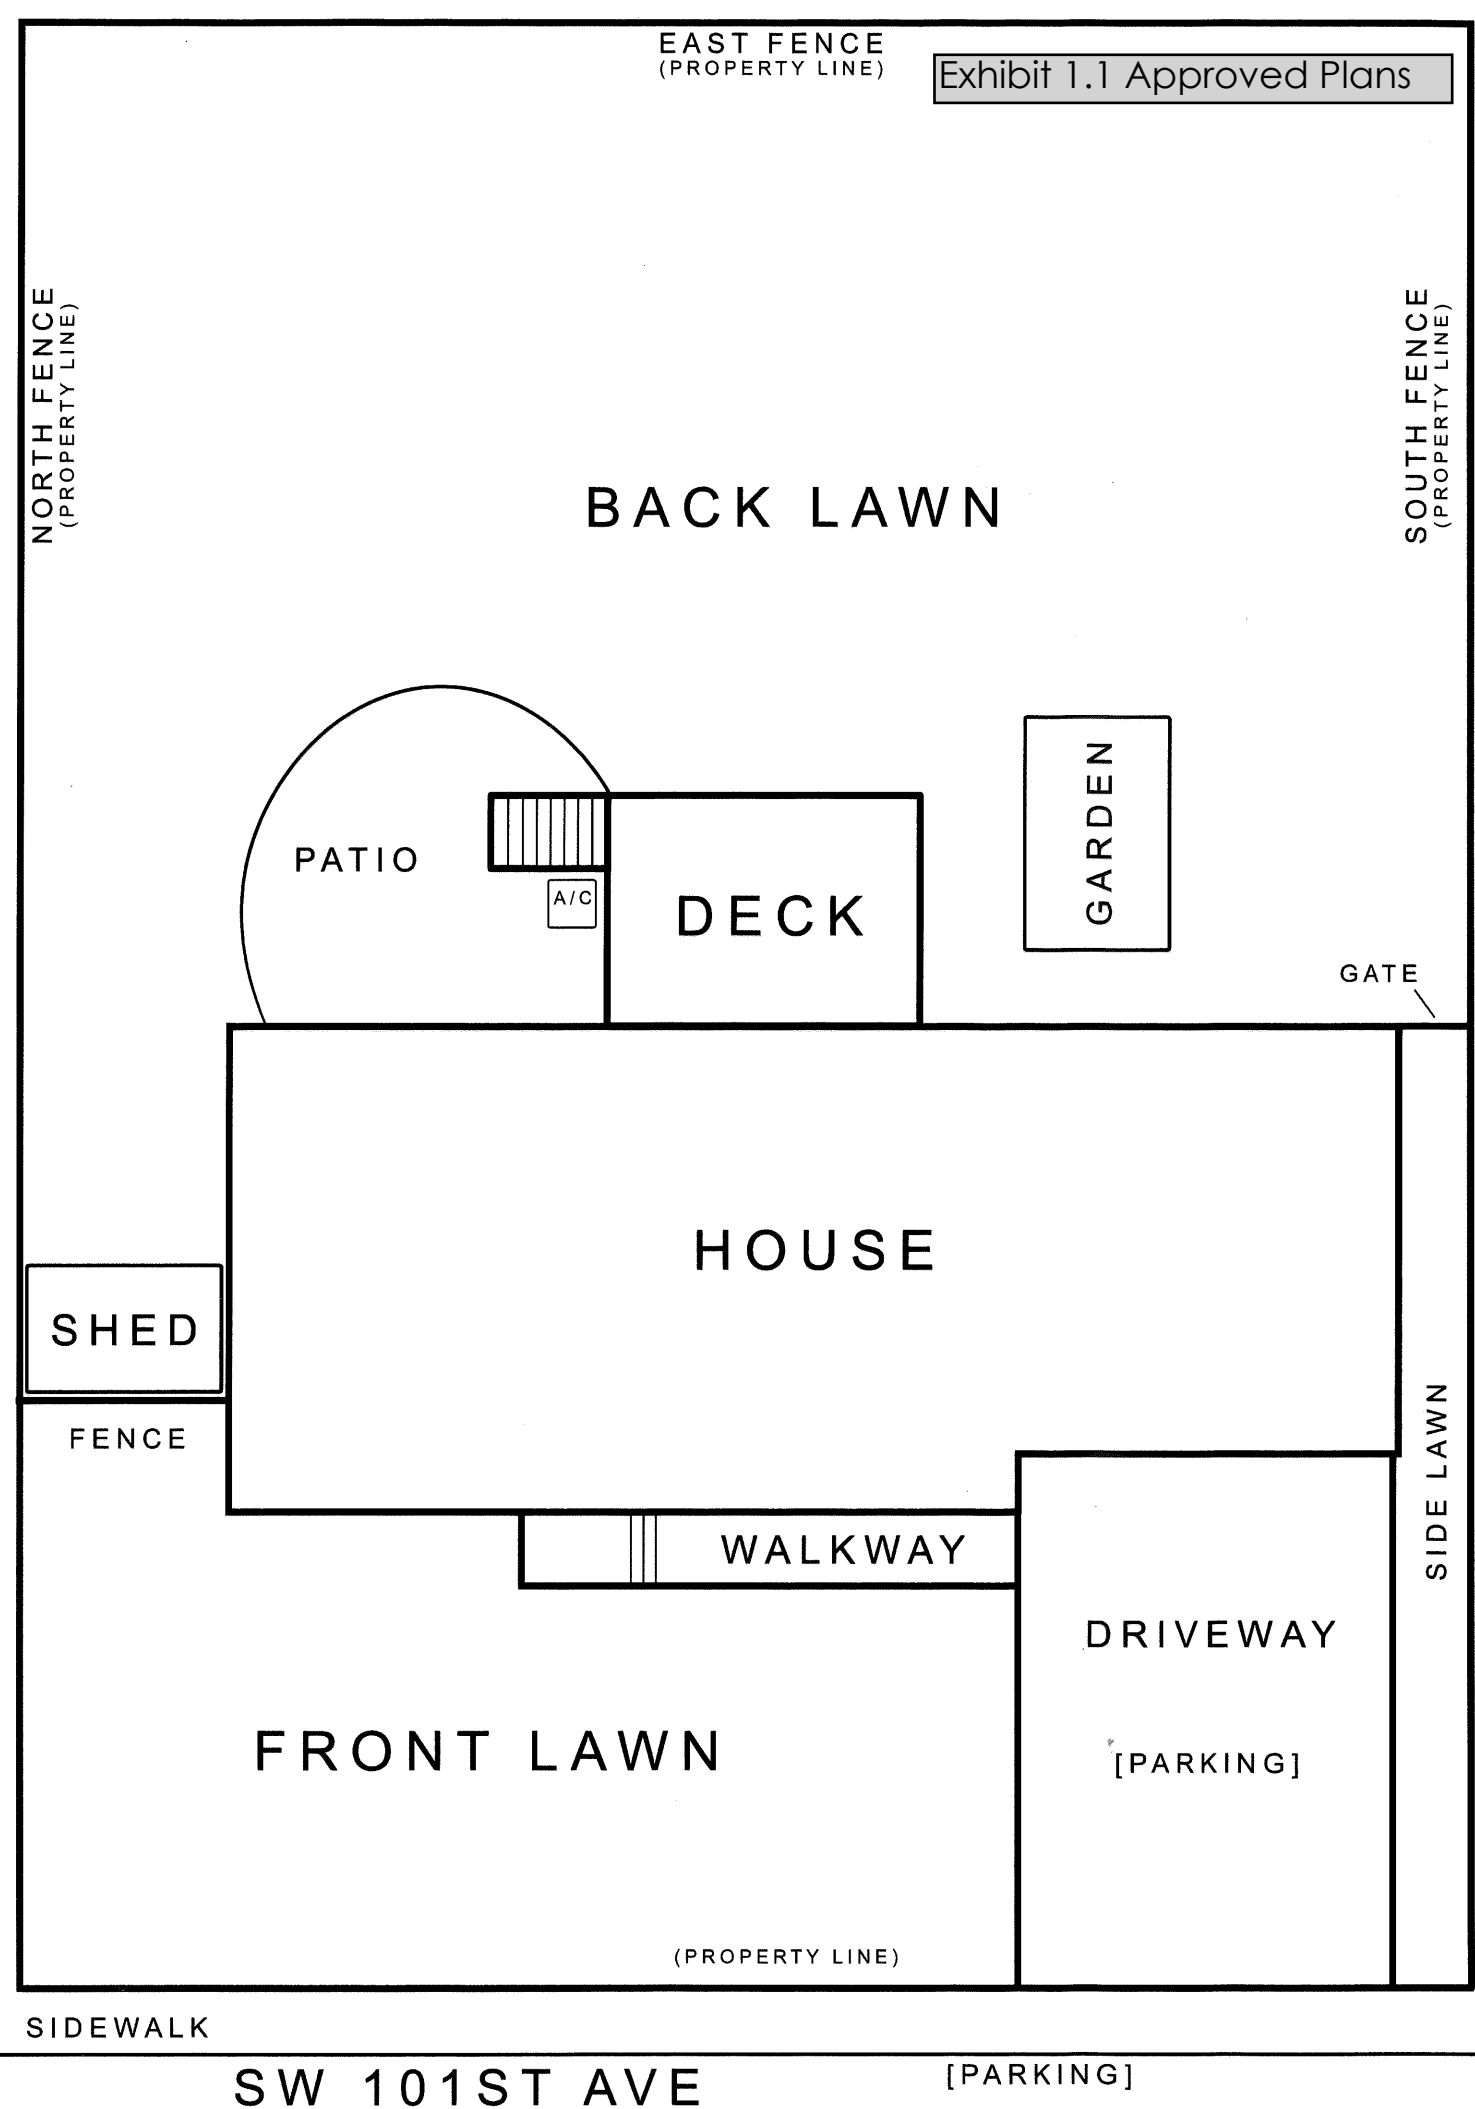 EAST FENCE
(PROPERTY LINE)
Exhibit 1.1 Approved Plans
NORTH FENCE
(PROPERTY LINE)
SOUTH FENCE
(PROPERTY LINE)
BACK LAWN
GARDEN
PATIO
A/C
DECK
GATE
HOUSE
SHED
FENCE
SIDE LAWN
WALKWAY
DRIVEWAY
FRONT LAWN
[PARKING]
(PROPERTY LINE)
SIDEWALK
SW 101ST AVE
[PARKING]